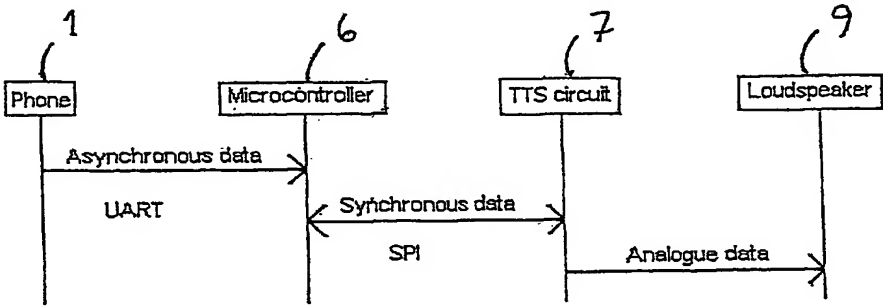 1 6 7 9
Phone Microcontroller TTS circuit Loudspeaker
Asynchronous data
UART
Synchronous data
SPI
Analogue data